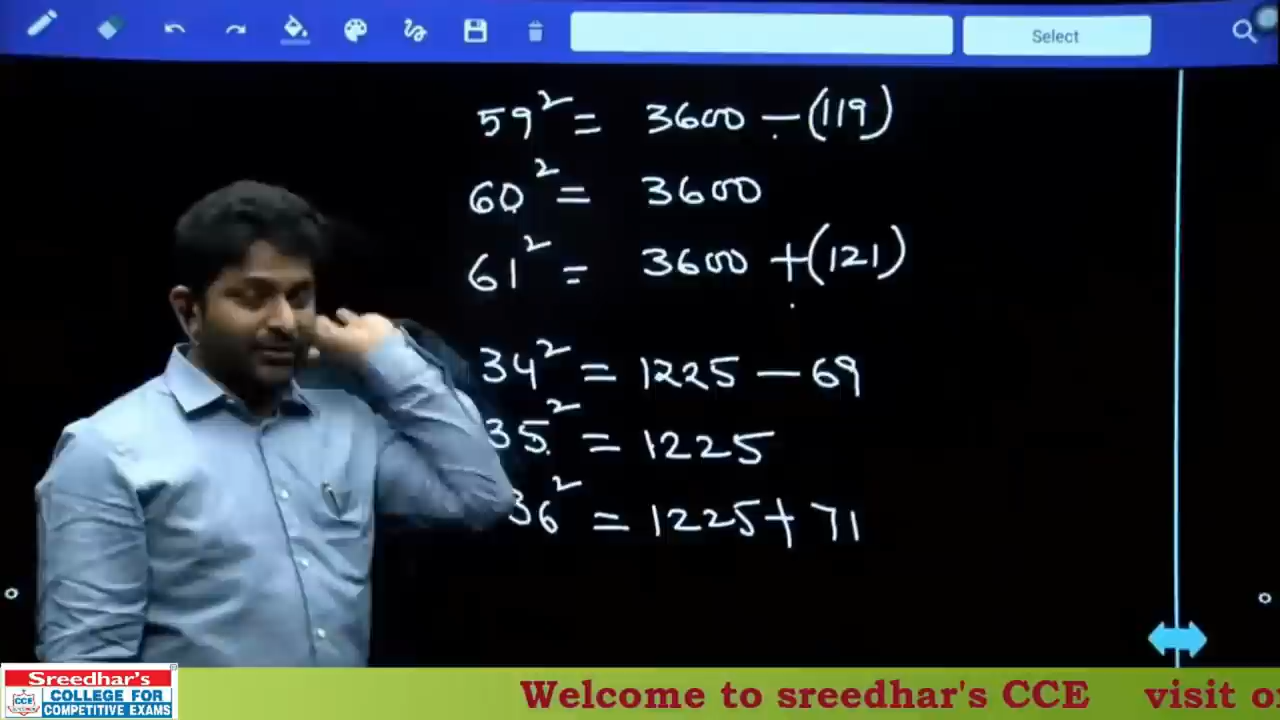 Select
59² = 3600 – (119)
60² = 3600
61² = 3600 + (121)
34² = 1225 – 69
35² = 1225
36² = 1225 + 71
Sreedhar's
CCE
COLLEGE FOR
COMPETITIVE EXAMS
Welcome to sreedhar's CCE visit